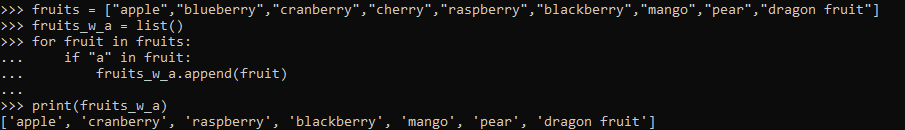 >>> fruits = ["apple","blueberry","cranberry","cherry","raspberry","blackberry","mango","pear","dragon fruit"]
>>> fruits_w_a = list()
>>> for fruit in fruits:
...     if "a" in fruit:
...         fruits_w_a.append(fruit)
...
>>> print(fruits_w_a)
['apple', 'cranberry', 'raspberry', 'blackberry', 'mango', 'pear', 'dragon fruit']